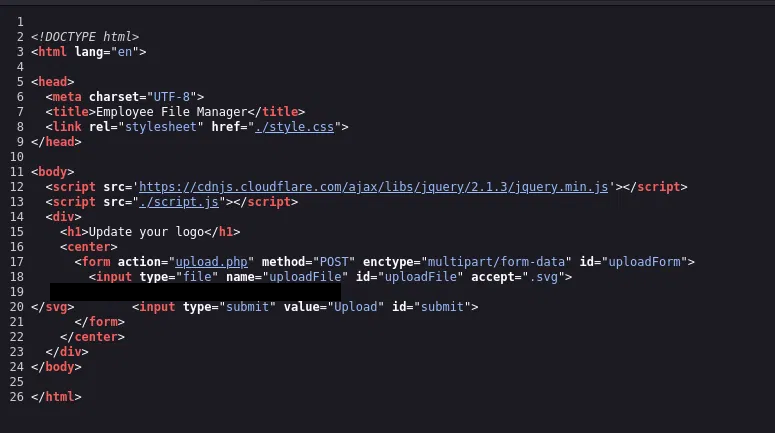 1
2 <!DOCTYPE html>
3 <html lang="en">
4
5 <head>
6   <meta charset="UTF-8">
7   <title>Employee File Manager</title>
8   <link rel="stylesheet" href="./style.css">
9 </head>
10
11 <body>
12   <script src='https://cdnjs.cloudflare.com/ajax/libs/jquery/2.1.3/jquery.min.js'></script>
13   <script src="./script.js"></script>
14   <div>
15     <h1>Update your logo</h1>
16     <center>
17       <form action="upload.php" method="POST" enctype="multipart/form-data" id="uploadForm">
18         <input type="file" name="uploadFile" id="uploadFile" accept=".svg">
19
20 </svg>        <input type="submit" value="Upload" id="submit">
21       </form>
22     </center>
23   </div>
24 </body>
25
26 </html>